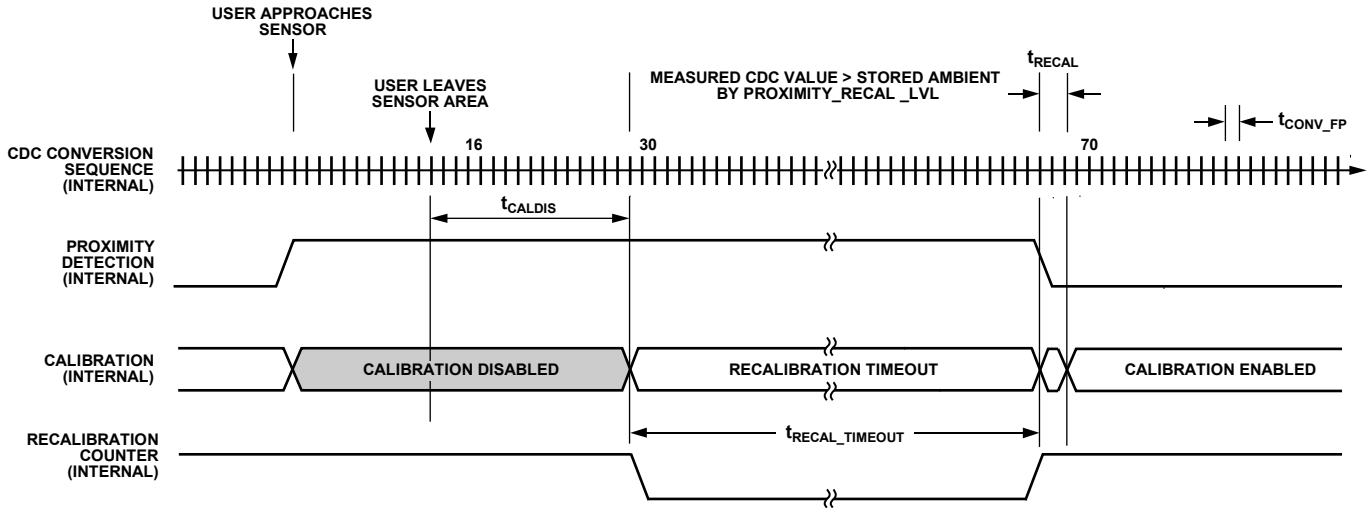 USER APPROACHES
SENSOR
USER LEAVES
SENSOR AREA
MEASURED CDC VALUE > STORED AMBIENT
BY PROXIMITY_RECAL _LVL
tRECAL
tCONV_FP
CDC CONVERSION
SEQUENCE
(INTERNAL)
16
30
70
tCALDIS
PROXIMITY
DETECTION
(INTERNAL)
CALIBRATION
(INTERNAL)
CALIBRATION DISABLED
RECALIBRATION TIMEOUT
CALIBRATION ENABLED
RECALIBRATION
COUNTER
(INTERNAL)
tRECAL_TIMEOUT